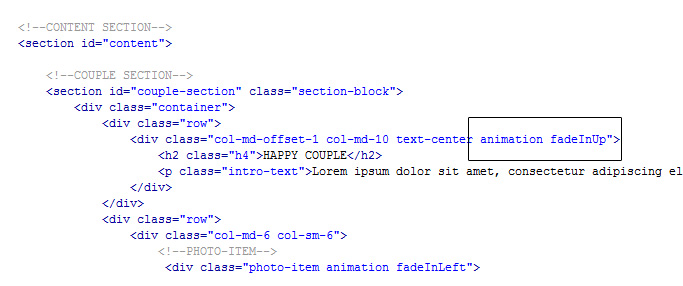 <!--CONTENT SECTION-->
<section id="content">
<!--COUPLE SECTION-->
<section id="couple-section" class="section-block">
<div class="container">
<div class="row">
<div class="col-md-offset-1 col-md-10 text-center animation fadeInUp">
<h2 class="h4">HAPPY COUPLE</h2>
<p class="intro-text">Lorem ipsum dolor sit amet, consectetur adipiscing el
</div>
</div>
<div class="row">
<div class="col-md-6 col-sm-6">
<!--PHOTO-ITEM-->
<div class="photo-item animation fadeInLeft">